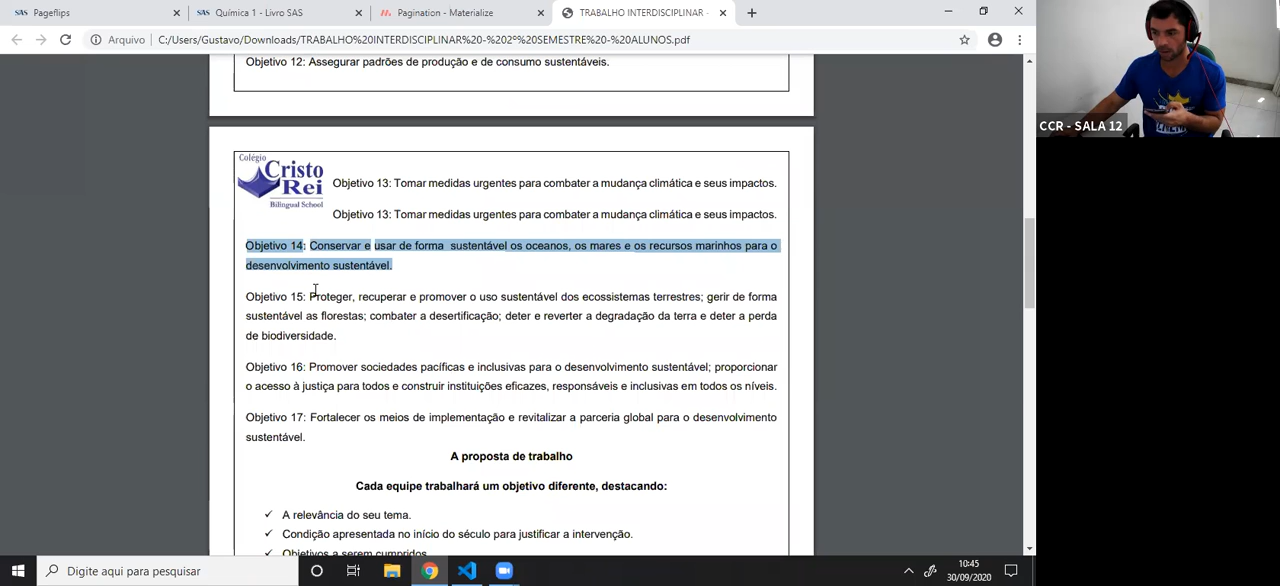 Pageflips
Química 1 - Livro SAS
Pagination - Materialize
TRABALHO INTERDISCIPLINAR -
Arquivo
C:/Users/Gustavo/Downloads/TRABALHO%20INTERDISCIPLINAR%20-%202º%20SEMESTRE%20-%20ALUNOS.pdf
Objetivo 12: Assegurar padrões de produção e de consumo sustentáveis.
CCR - SALA 12
Colégio
Cristo
Rei
Bilingual School
Objetivo 13: Tomar medidas urgentes para combater a mudança climática e seus impactos.
Objetivo 13: Tomar medidas urgentes para combater a mudança climática e seus impactos.
Objetivo 14: Conservar e usar de forma sustentável os oceanos, os mares e os recursos marinhos para o
desenvolvimento sustentável.
Objetivo 15: Proteger, recuperar e promover o uso sustentável dos ecossistemas terrestres; gerir de forma
sustentável as florestas; combater a desertificação; deter e reverter a degradação da terra e deter a perda
de biodiversidade.
Objetivo 16: Promover sociedades pacíficas e inclusivas para o desenvolvimento sustentável; proporcionar
o acesso à justiça para todos e construir instituições eficazes, responsáveis e inclusivas em todos os níveis.
Objetivo 17: Fortalecer os meios de implementação e revitalizar a parceria global para o desenvolvimento
sustentável.
A proposta de trabalho
Cada equipe trabalhará um objetivo diferente, destacando:
A relevância do seu tema.
Condição apresentada no início do século para justificar a intervenção.
Objetivos a serem cumpridos
Digite aqui para pesquisar
10:45
30/09/2020